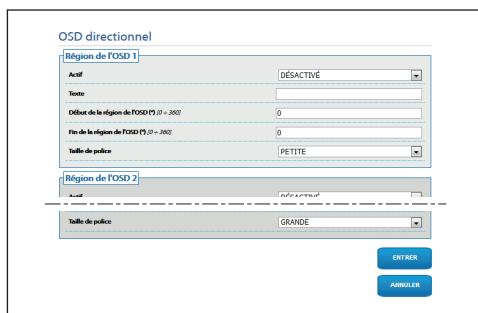 OSD directionnel
Région de l'OSD 1
Actif DÉSACTIVÉ
Texte
Début de la région de l'OSD (°) [0 ÷ 360] 0
Fin de la région de l'OSD (°) [0 ÷ 360] 0
Taille de police PETITE
Région de l'OSD 2
Actif DÉSACTIVÉ
Taille de police GRANDE
ENTRER
ANNULER